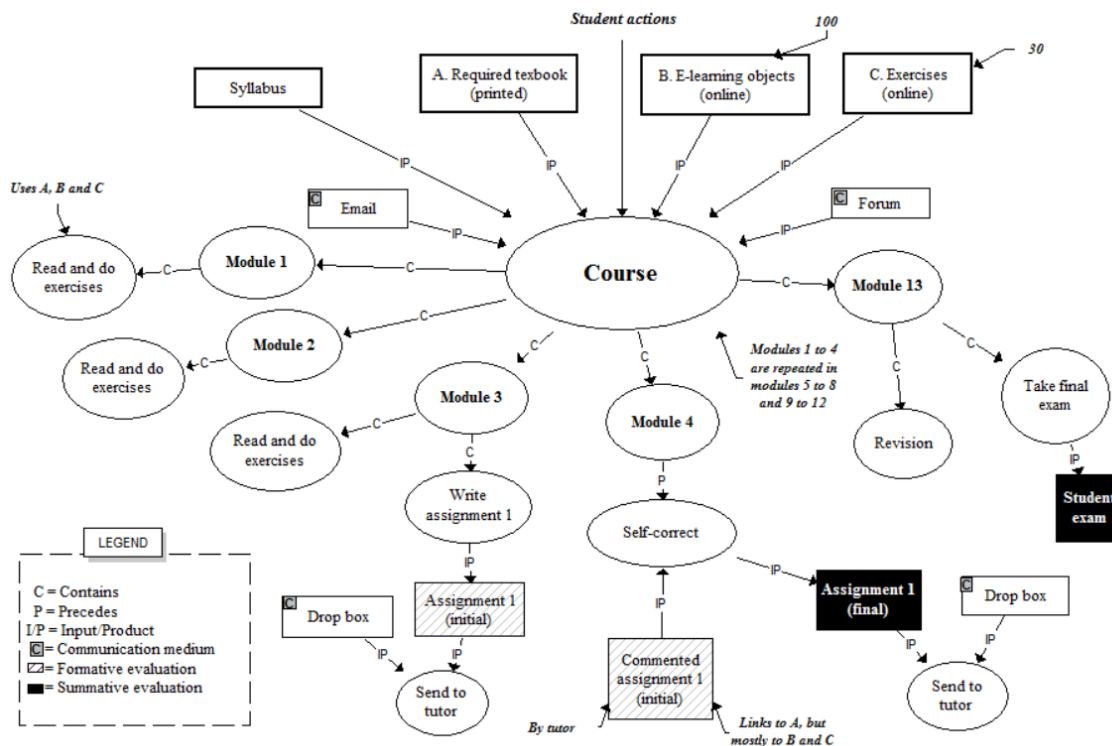 Student actions
100
30
Syllabus
A. Required texbook
(printed)
B. E-learning objects
(online)
C. Exercises
(online)
IP
IP
IP
IP
Uses A, B and C
C
Email
IP
C
Forum
IP
Read and do
exercises
C
Module 1
C
Course
C
Module 13
Read and do
exercises
C
Module 2
C
C
Module 3
C
Module 4
Modules 1 to 4
are repeated in
modules 5 to 8
and 9 to 12
C
C
Take final
exam
Revision
IP
Student
exam
Read and do
exercises
C
C
Write
assignment 1
P
Self-correct
IP
IP
LEGEND
C = Contains
P = Precedes
I/P = Input/Product
C = Communication medium
= Formative evaluation
= Summative evaluation
C
Drop box
IP
Assignment 1
(initial)
IP
Send to
tutor
IP
Commented
assignment 1
(initial)
By tutor
Links to A, but
mostly to B and C
Assignment 1
(final)
IP
C
Drop box
IP
Send to
tutor